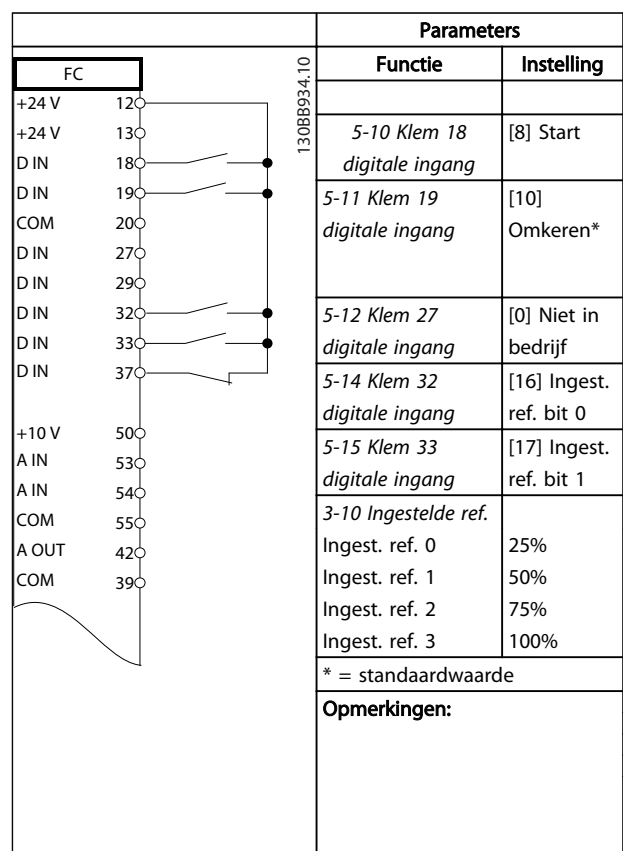 Parameters
FC
+24 V 12
+24 V 13
D IN 18
D IN 19
COM 20
D IN 27
D IN 29
D IN 32
D IN 33
D IN 37
+10 V 50
A IN 53
A IN 54
COM 55
A OUT 42
COM 39
130BB934.10
Functie Instelling
5-10 Klem 18 [8] Start
digitale ingang
5-11 Klem 19 [10]
digitale ingang Omkeren*
5-12 Klem 27 [0] Niet in
digitale ingang bedrijf
5-14 Klem 32 [16] Ingest.
digitale ingang ref. bit 0
5-15 Klem 33 [17] Ingest.
digitale ingang ref. bit 1
3-10 Ingestelde ref.
Ingest. ref. 0 25%
Ingest. ref. 1 50%
Ingest. ref. 2 75%
Ingest. ref. 3 100%
* = standaardwaarde
Opmerkingen: